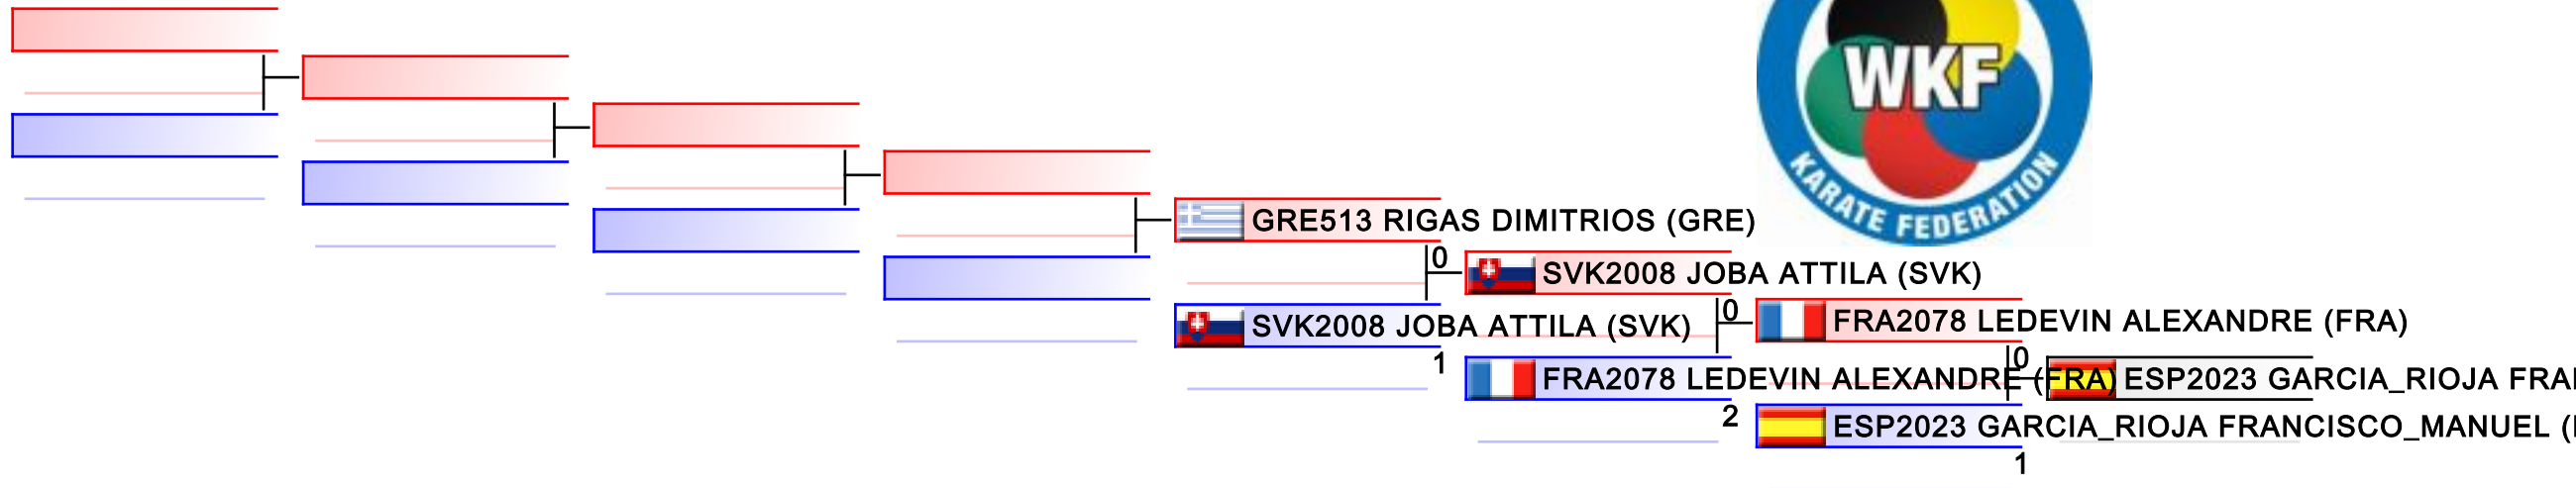 WKF
KARATE FEDERATION
GRE513 RIGAS DIMITRIOS (GRE)
0
SVK2008 JOBA ATTILA (SVK)
SVK2008 JOBA ATTILA (SVK)
1
0
FRA2078 LEDEVIN ALEXANDRE (FRA)
FRA2078 LEDEVIN ALEXANDRE (FRA)
2
0
ESP2023 GARCIA_RIOJA
ESP2023 GARCIA_RIOJA FRANCISCO_MANUEL
1